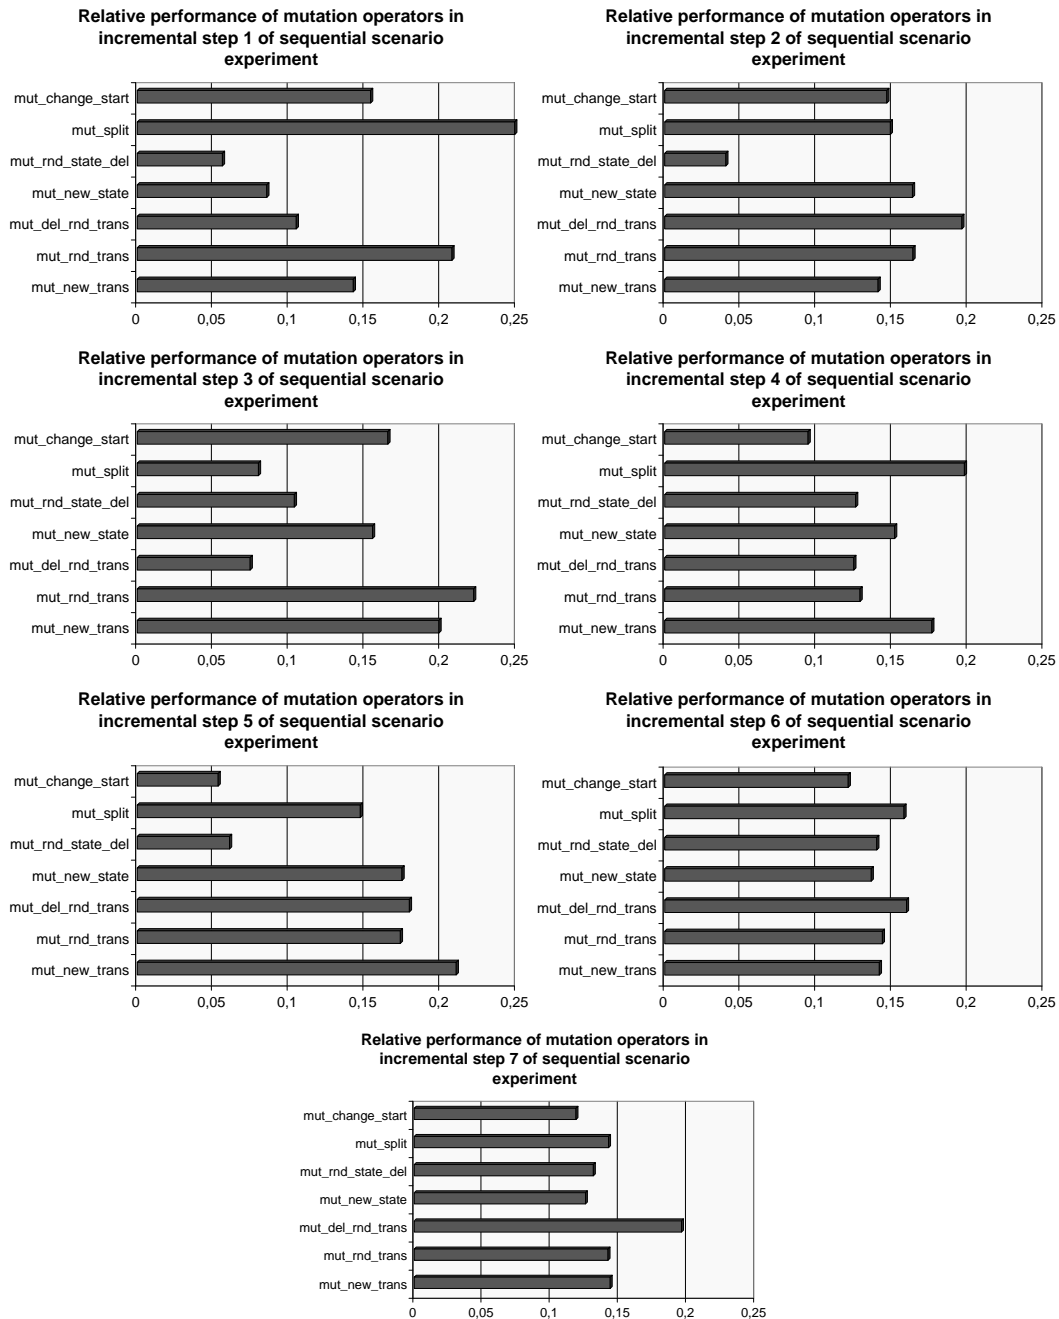 Relative performance of mutation operators in
incremental step 1 of sequential scenario
experiment
mut_change_start
mut_split
mut_rnd_state_del
mut_new_state
mut_del_rnd_trans
mut_rnd_trans
mut_new_trans
0 0,05 0,1 0,15 0,2 0,25
Relative performance of mutation operators in
incremental step 2 of sequential scenario
experiment
mut_change_start
mut_split
mut_rnd_state_del
mut_new_state
mut_del_rnd_trans
mut_rnd_trans
mut_new_trans
0 0,05 0,1 0,15 0,2 0,25
Relative performance of mutation operators in
incremental step 3 of sequential scenario
experiment
mut_change_start
mut_split
mut_rnd_state_del
mut_new_state
mut_del_rnd_trans
mut_rnd_trans
mut_new_trans
0 0,05 0,1 0,15 0,2 0,25
Relative performance of mutation operators in
incremental step 4 of sequential scenario
experiment
mut_change_start
mut_split
mut_rnd_state_del
mut_new_state
mut_del_rnd_trans
mut_rnd_trans
mut_new_trans
0 0,05 0,1 0,15 0,2 0,25
Relative performance of mutation operators in
incremental step 5 of sequential scenario
experiment
mut_change_start
mut_split
mut_rnd_state_del
mut_new_state
mut_del_rnd_trans
mut_rnd_trans
mut_new_trans
0 0,05 0,1 0,15 0,2 0,25
Relative performance of mutation operators in
incremental step 6 of sequential scenario
experiment
mut_change_start
mut_split
mut_rnd_state_del
mut_new_state
mut_del_rnd_trans
mut_rnd_trans
mut_new_trans
0 0,05 0,1 0,15 0,2 0,25
Relative performance of mutation operators in
incremental step 7 of sequential scenario
experiment
mut_change_start
mut_split
mut_rnd_state_del
mut_new_state
mut_del_rnd_trans
mut_rnd_trans
mut_new_trans
0 0,05 0,1 0,15 0,2 0,25